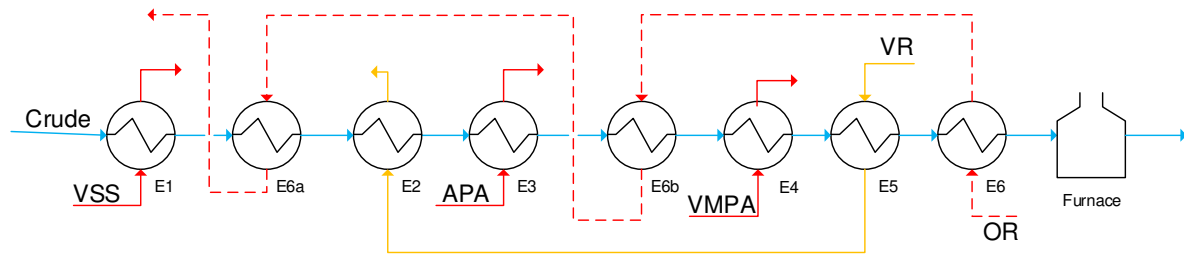 VR
Crude
VSS
E1
E6a
E2
APA
E3
E6b
VMPA
E4
E5
E6
OR
Furnace